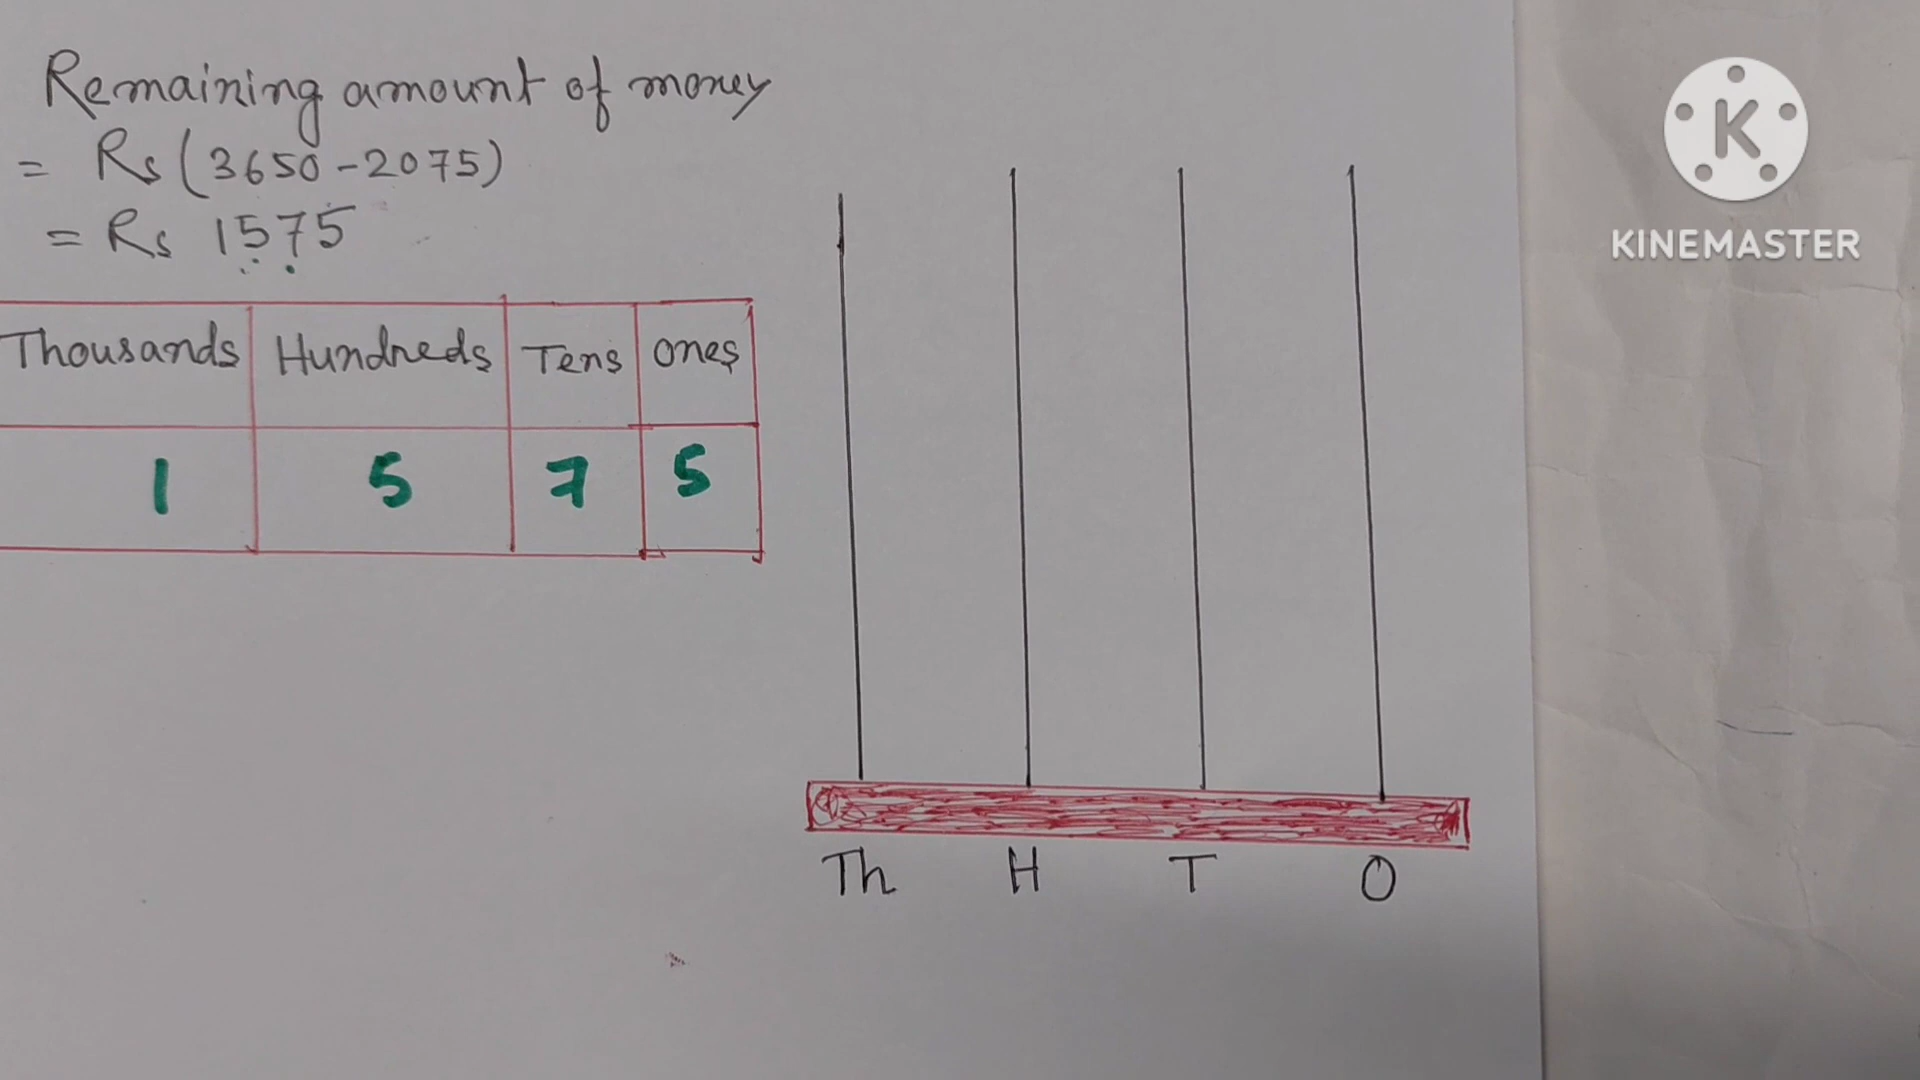 Remaining amount of money
= Rs (3650-2075)
= Rs 1575
Thousands Hundreds Tens Ones
1 5 7 5
Th H T O
K
KINEMASTER